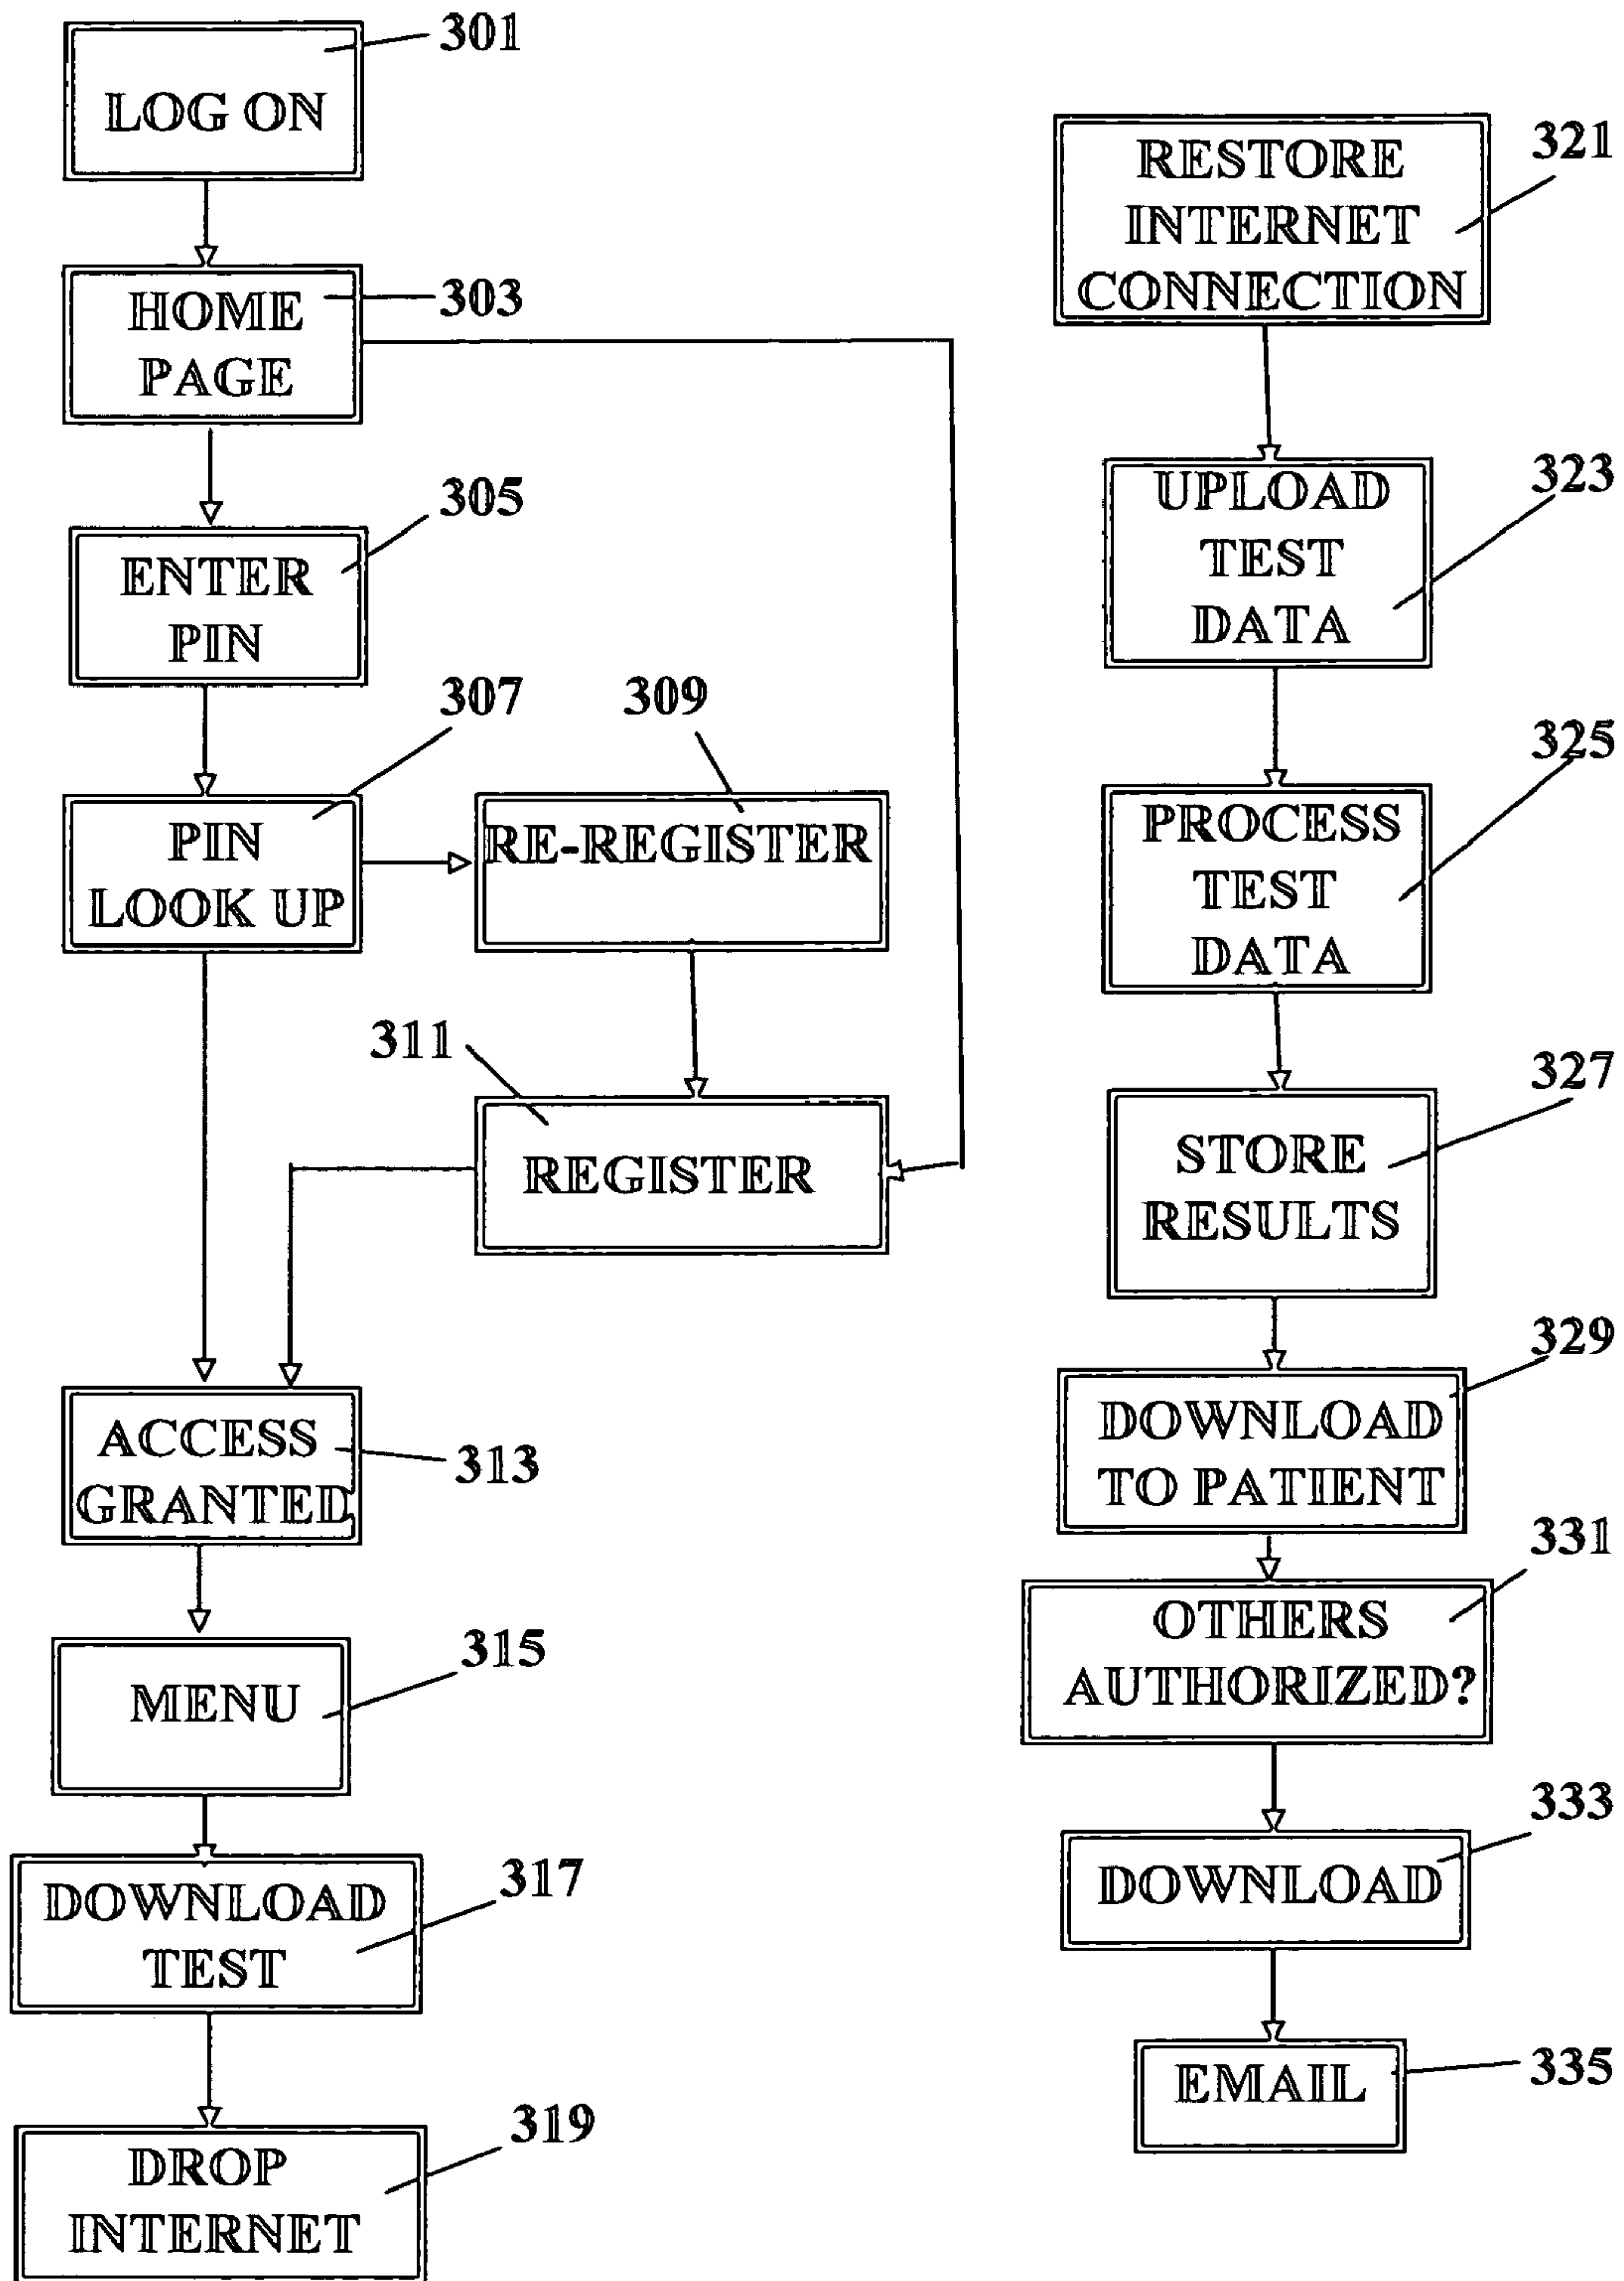 301
LOG ON
303
HOME
PAGE
305
ENTER
PIN
307
PIN
LOOK UP
309
RE-REGISTER
311
REGISTER
313
ACCESS
GRANTED
315
MENU
317
DOWNLOAD
TEST
319
DROP
INTERNET
321
RESTORE
INTERNET
CONNECTION
323
UPLOAD
TEST
DATA
325
PROCESS
TEST
DATA
327
STORE
RESULTS
329
DOWNLOAD
TO PATIENT
331
OTHERS
AUTHORIZED?
333
DOWNLOAD
335
EMAIL